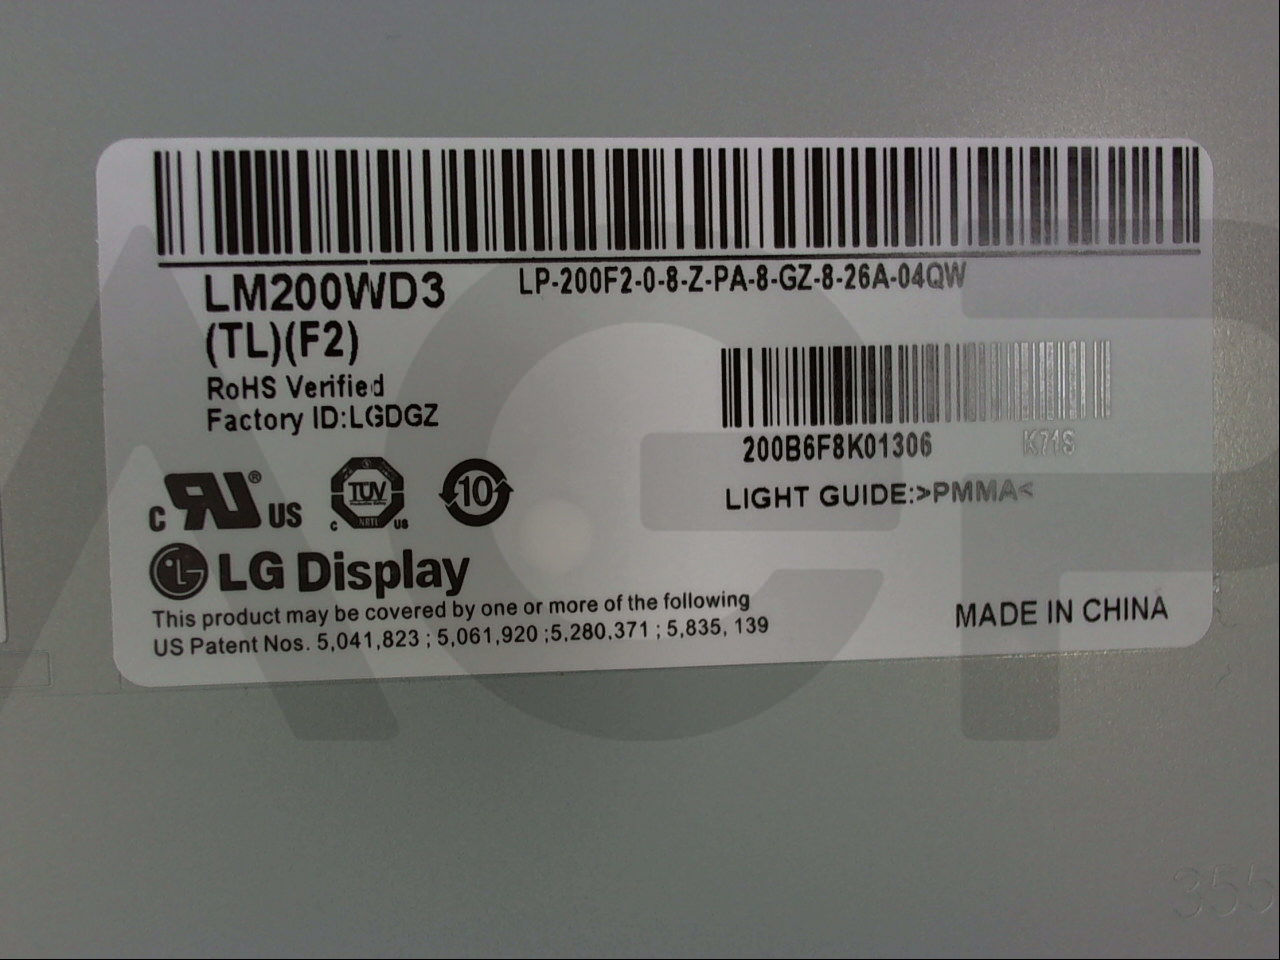 LM200WD3
LP-200F2-0-8-Z-PA-8-GZ-8-26A-04QW
(TL)(F2)
RoHS Verified
Factory ID:LGDGZ
200B6F8K01306 K71S
LIGHT GUIDE:>PMMA<
c RU US
TÜV
c NRTL US
10
LG Display
This product may be covered by one or more of the following
US Patent Nos. 5,041,823 ; 5,061,920 ;5,280,371 ; 5,835, 139
MADE IN CHINA
355